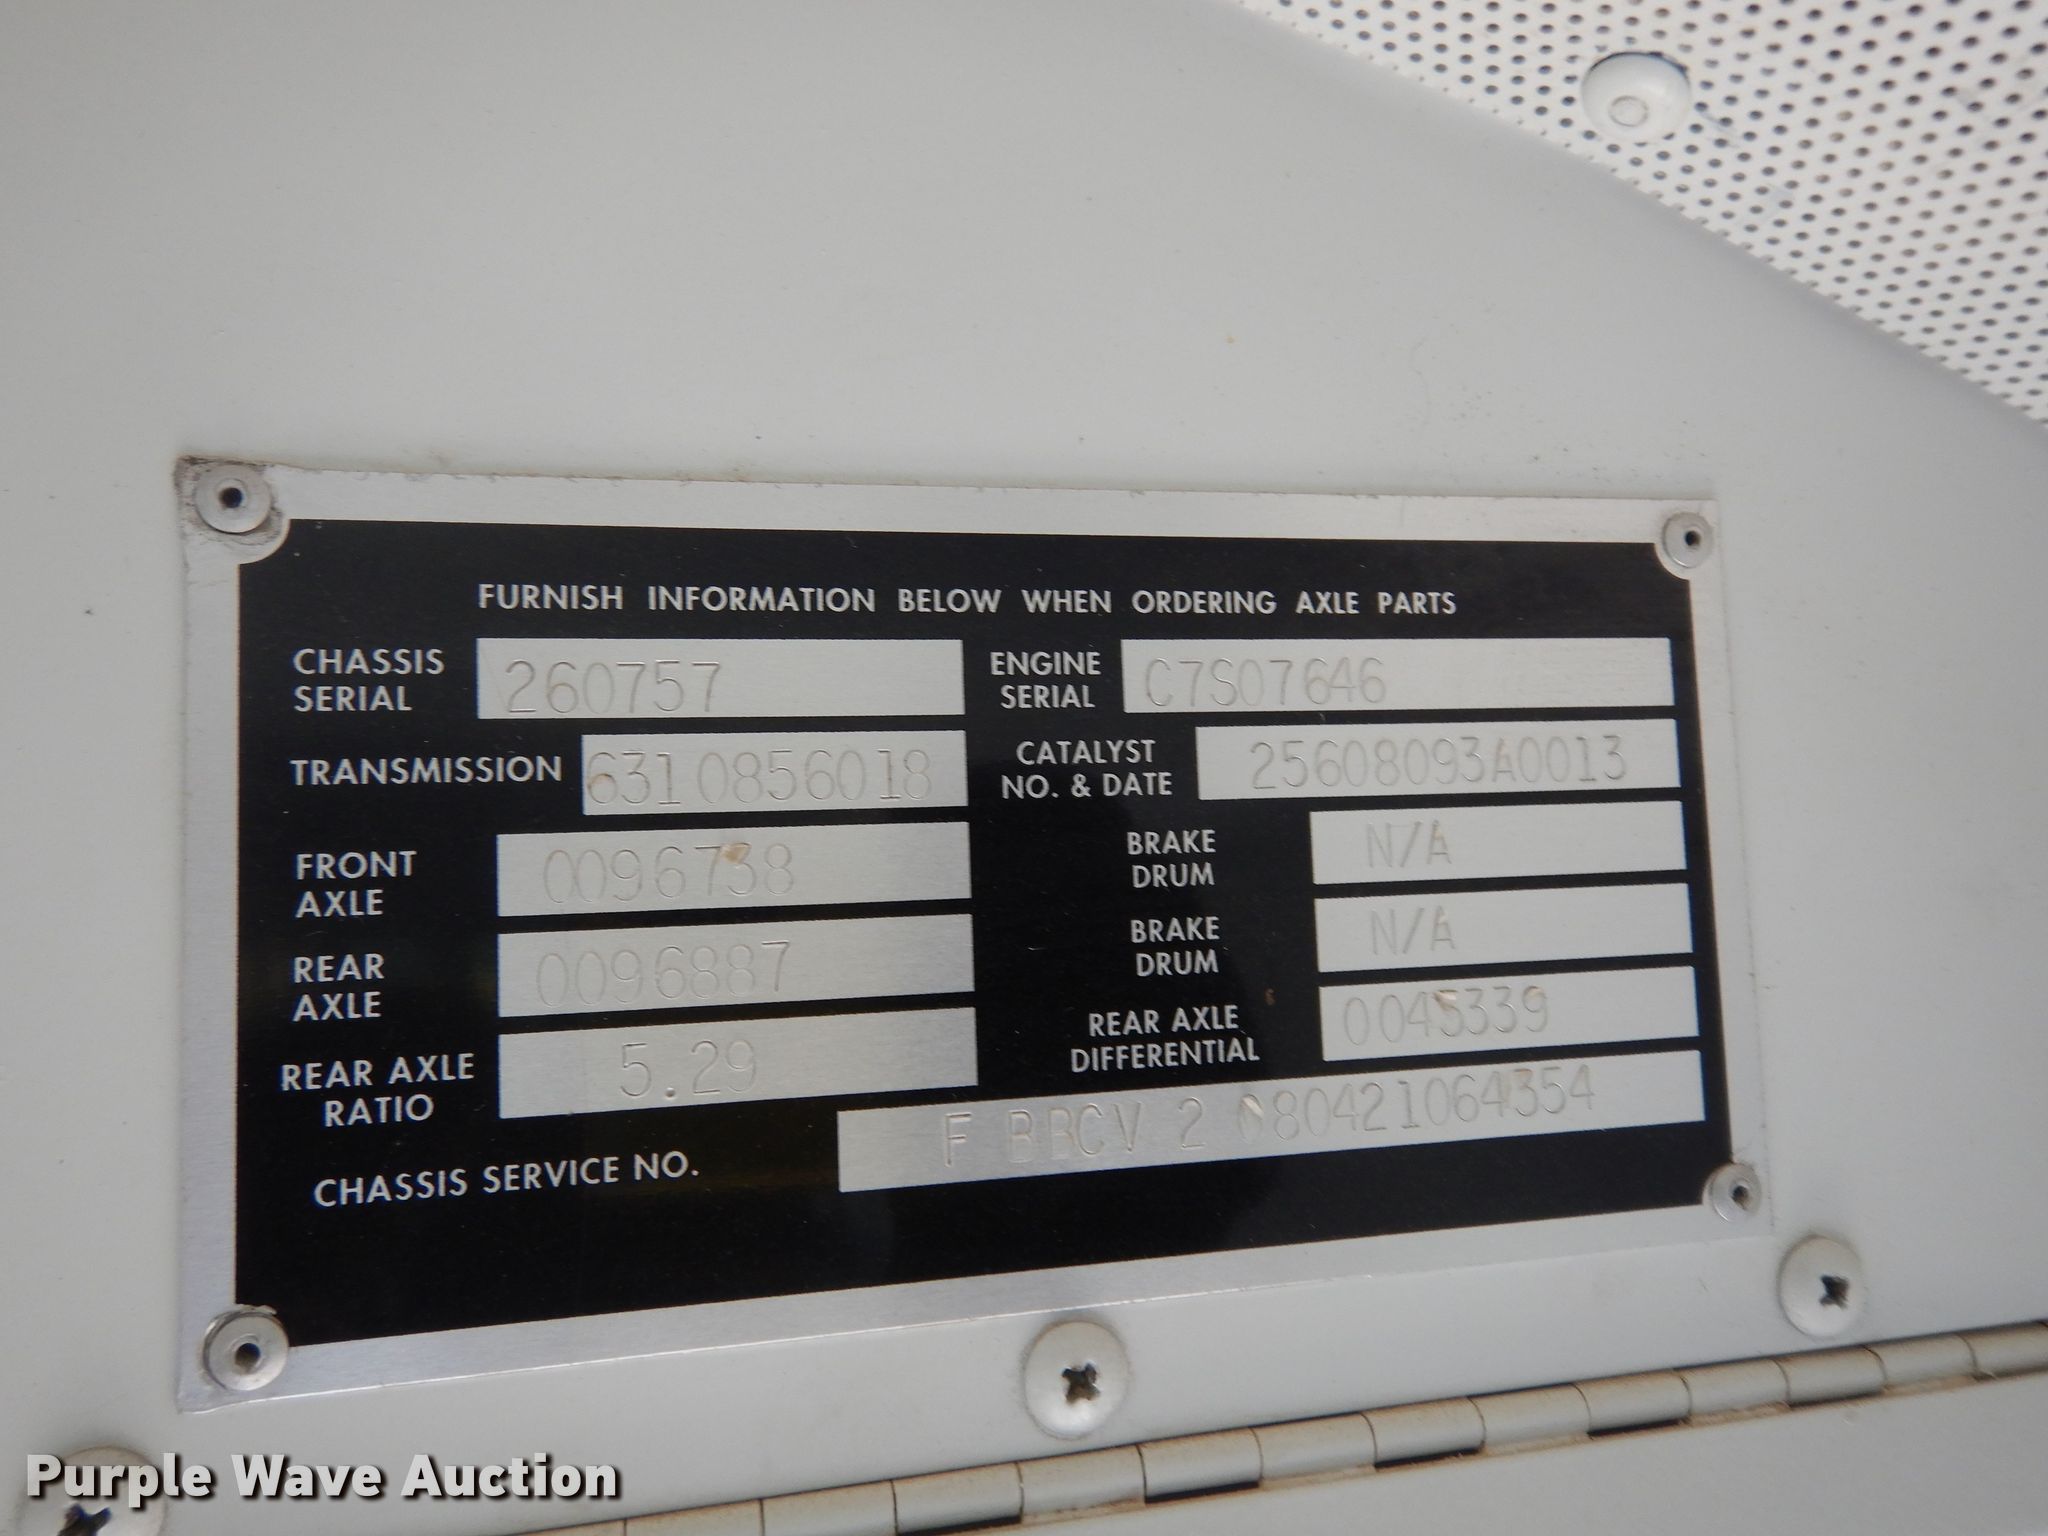 FURNISH INFORMATION BELOW WHEN ORDERING AXLE PARTS
CHASSIS SERIAL 260757
ENGINE SERIAL C7S07646
TRANSMISSION 6310856018
CATALYST NO. & DATE 25608093A0013
FRONT AXLE 0096738
BRAKE DRUM N/A
REAR AXLE 0096887
BRAKE DRUM N/A
REAR AXLE RATIO 5.29
REAR AXLE DIFFERENTIAL 0045339
CHASSIS SERVICE NO. F BBCV 2 080421064354
Purple Wave Auction